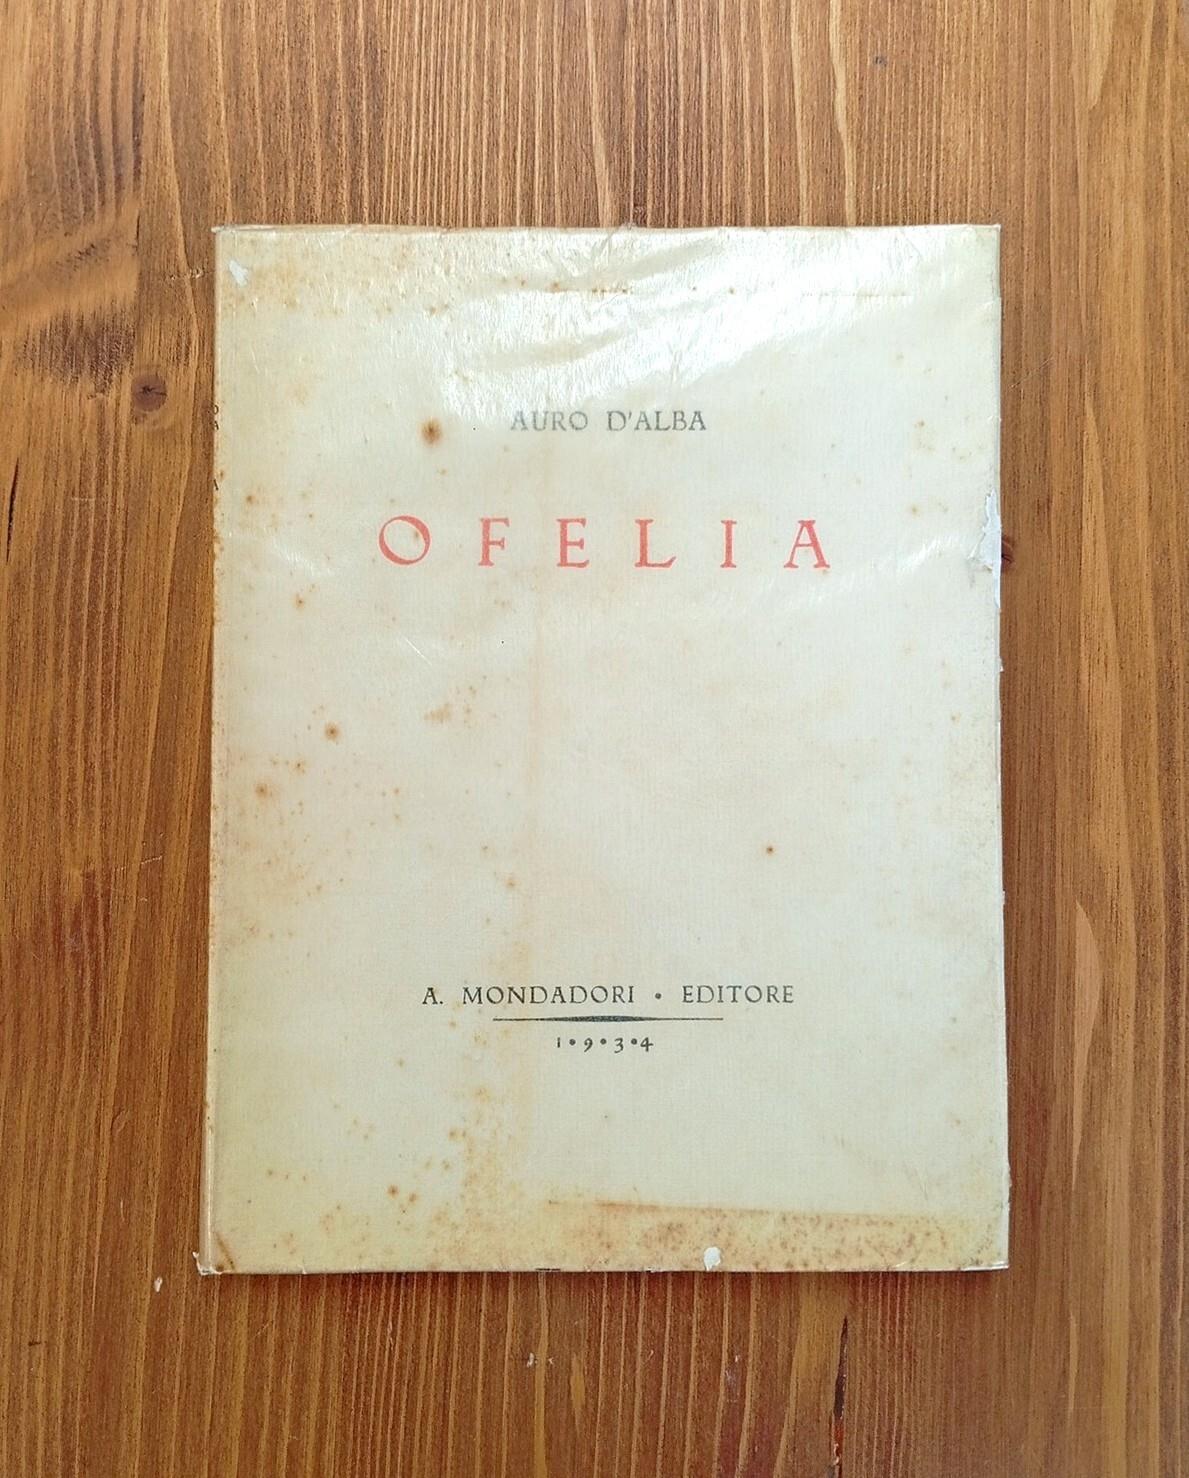 AURO D'ALBA
OFELIA
A. MONDADORI • EDITORE
1•9•3•4